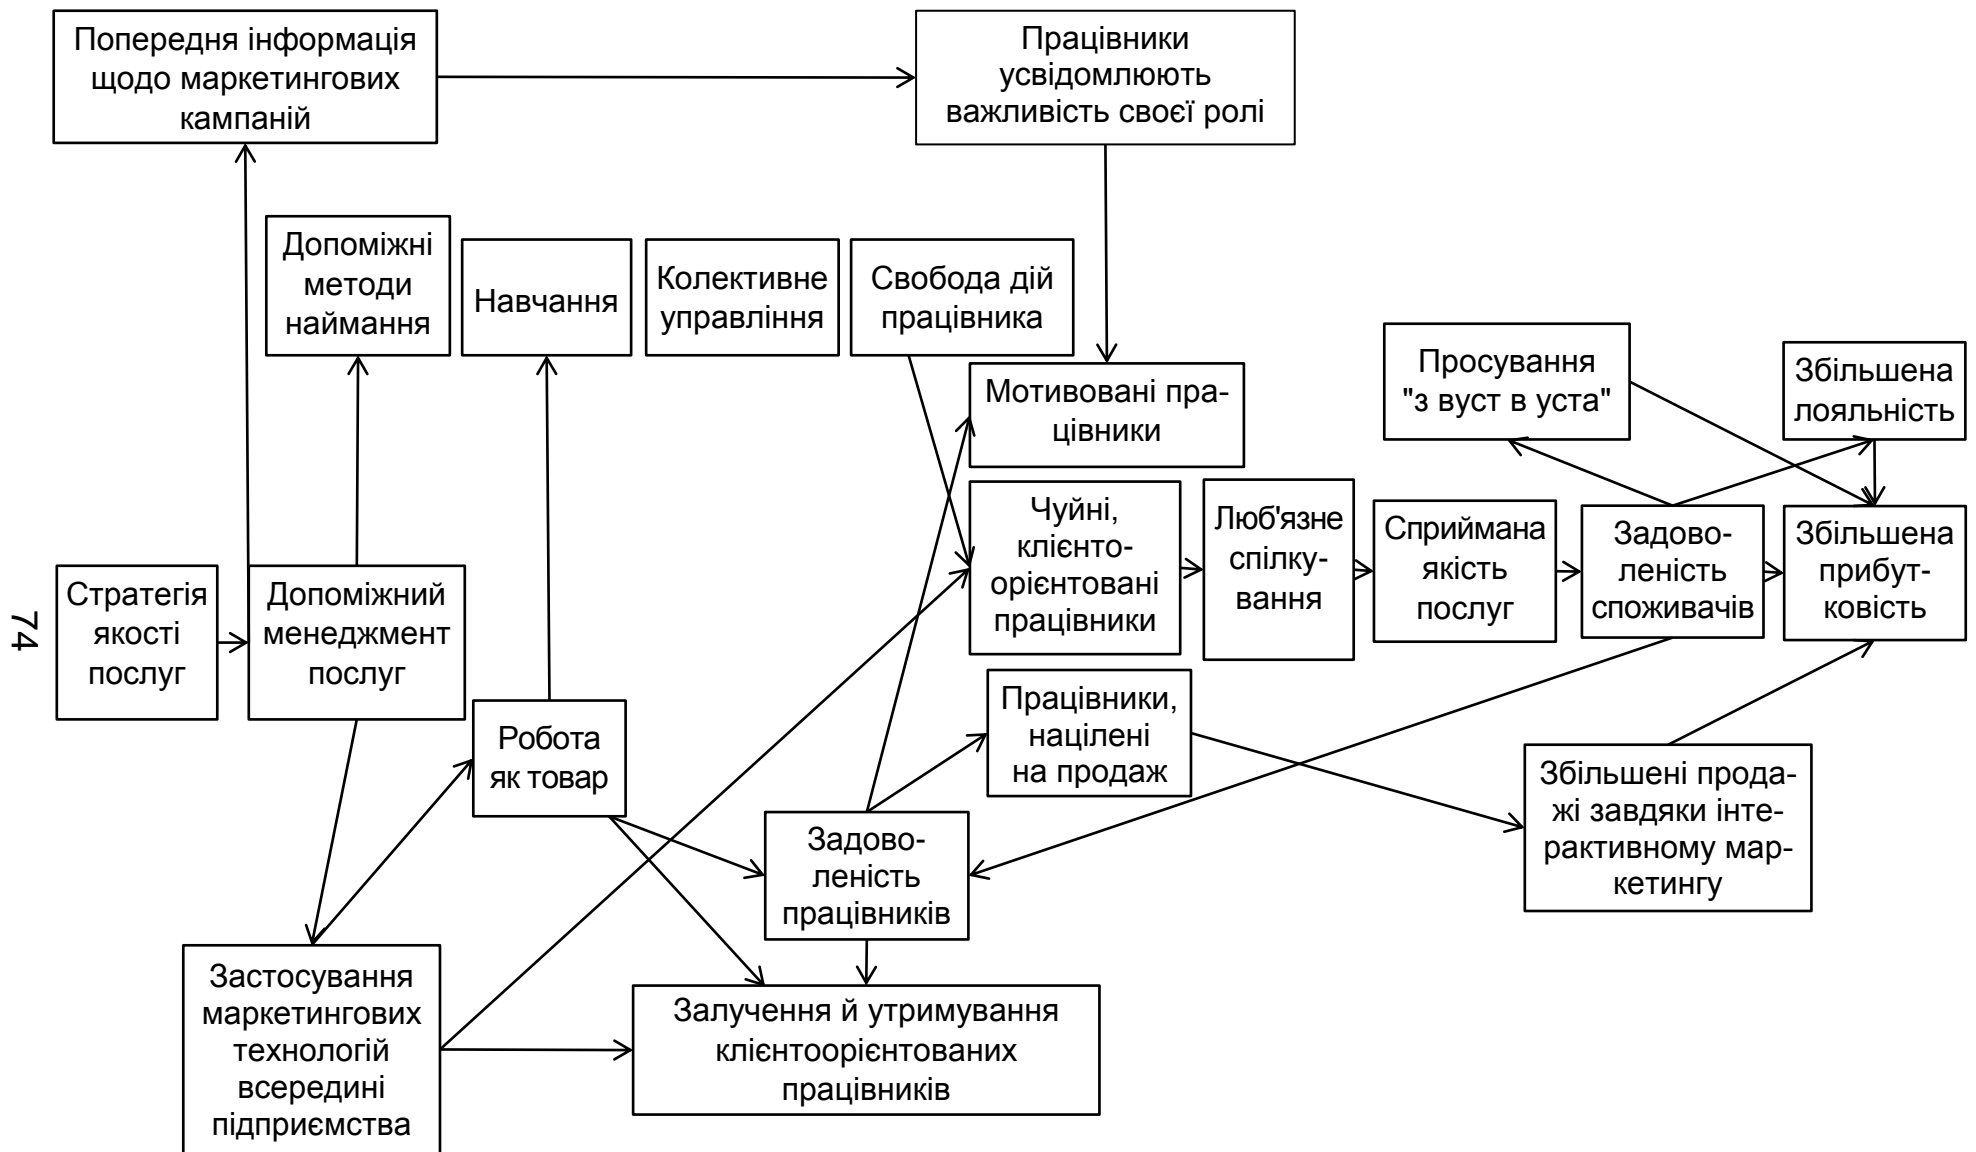 Попередня інформація
щодо маркетингових
кампаній
Працівники
усвідомлюють
важливість своєї ролі
Допоміжні
методи
наймання
Навчання
Колективне
управління
Свобода дій
працівника
Мотивовані пра-
цівники
Просування
"з вуст в уста"
Збільшена
лояльність
Стратегія
якості
послуг
Допоміжний
менеджмент
послуг
Чуйні,
клієнто-
орієнтовані
працівники
Люб'язне
спілку-
вання
Сприймана
якість
послуг
Задово-
леність
споживачів
Збільшена
прибут-
ковість
74
Робота
як товар
Працівники,
націлені
на продаж
Збільшені прода-
жі завдяки інте-
рактивному мар-
кетингу
Задово-
леність
працівників
Застосування
маркетингових
технологій
всередині
підприємства
Залучення й утримування
клієнтоорієнтованих
працівників